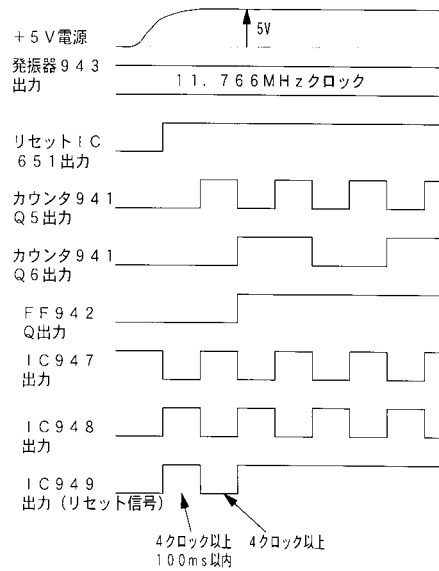 5V
＋５Ｖ電源
発振器９４３
出力
１１．７６６ＭＨｚクロック
リセットＩＣ
６５１出力
カウンタ９４１
Ｑ５出力
カウンタ９４１
Ｑ６出力
ＦＦ９４２
Ｑ出力
ＩＣ９４７
出力
ＩＣ９４８
出力
ＩＣ９４９
出力（リセット信号）
４クロック以上 ４クロック以上
１００ｍｓ以内